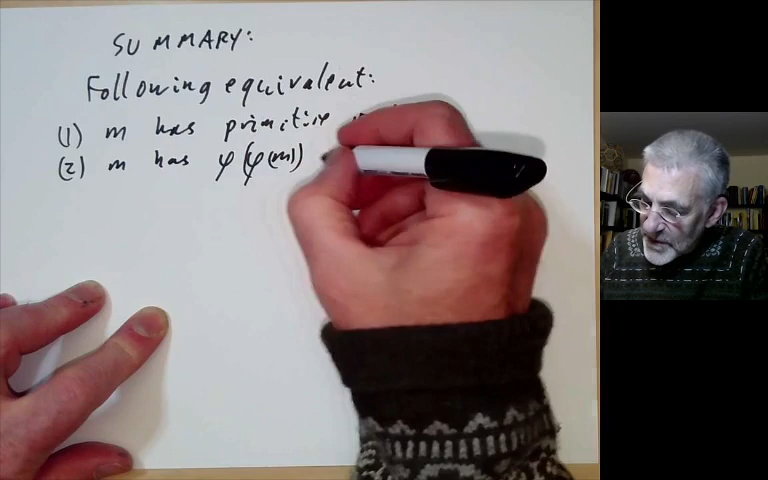 SUMMARY:
Following equivalent:
(1) m has primitive
(2) m has φ(φ(m))